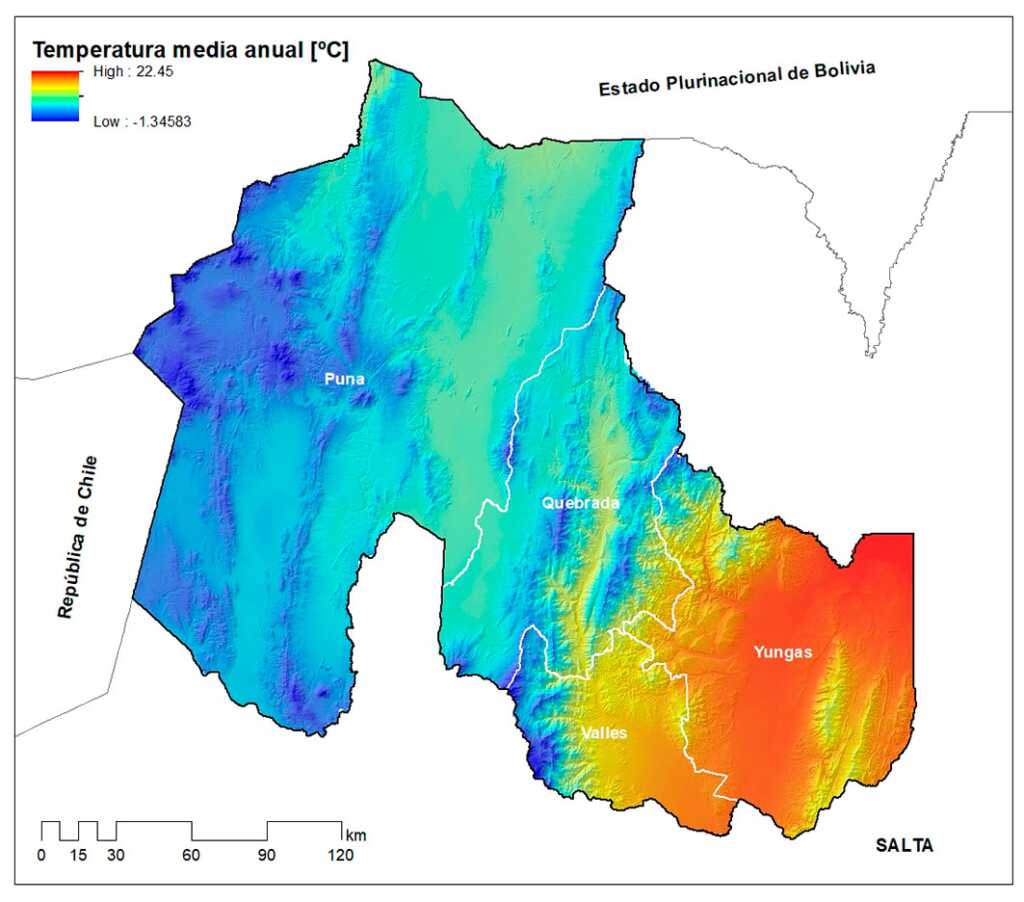 Temperatura media anual [ºC]
High : 22.45
Low : -1.34583
Estado Plurinacional de Bolivia
Puna
República de Chile
Quebrada
Yungas
Valles
SALTA
km
0 15 30 60 90 120